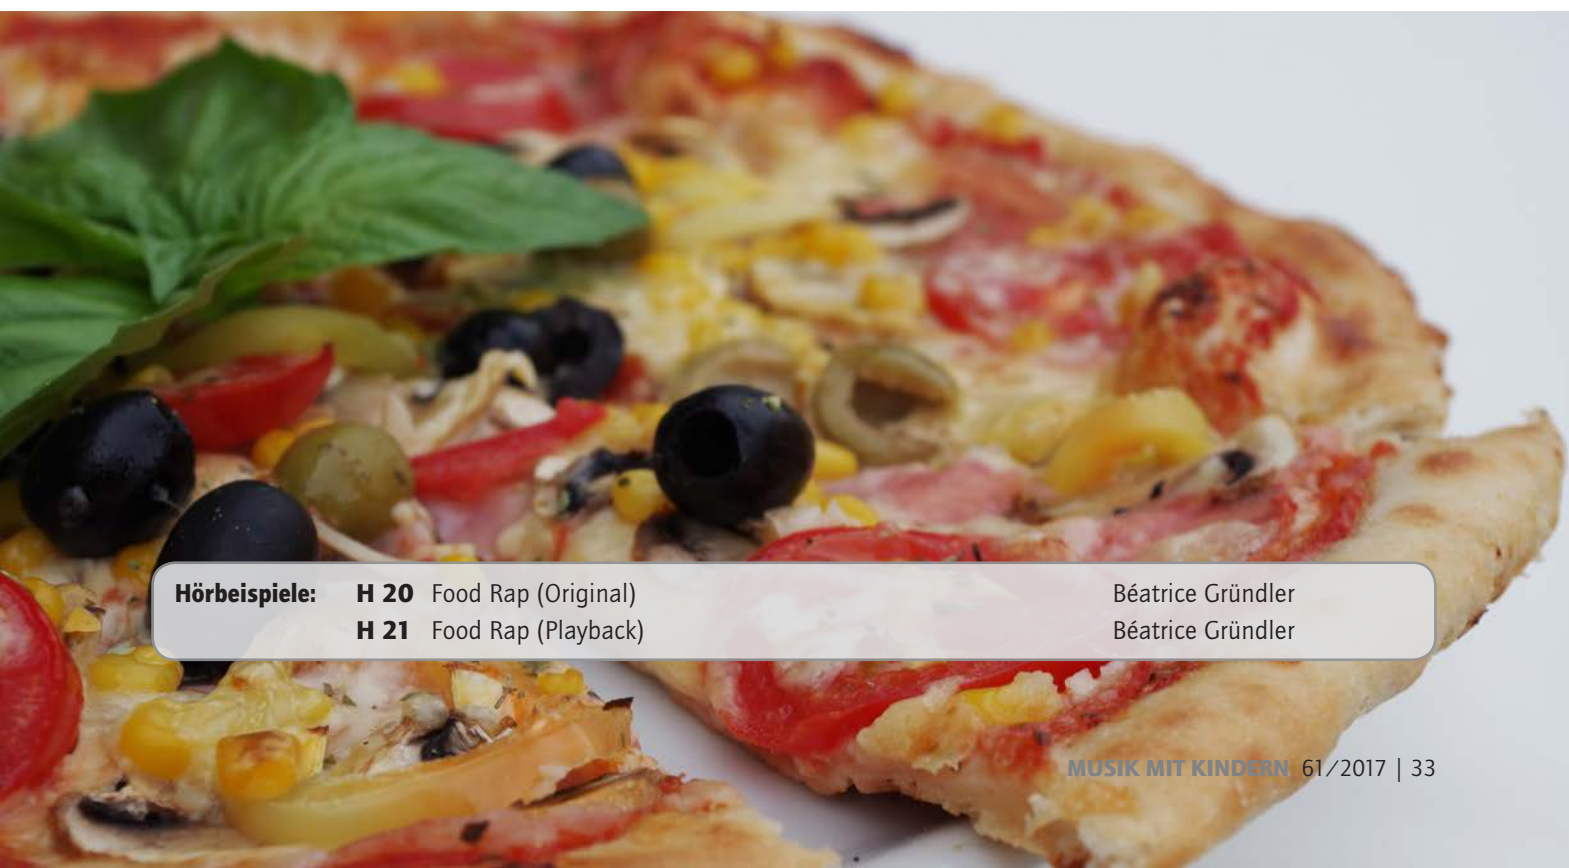 Hörbeispiele: H 20 Food Rap (Original) Béatrice Gründler
H 21 Food Rap (Playback) Béatrice Gründler
MUSIK MIT KINDERN 61/2017 | 33